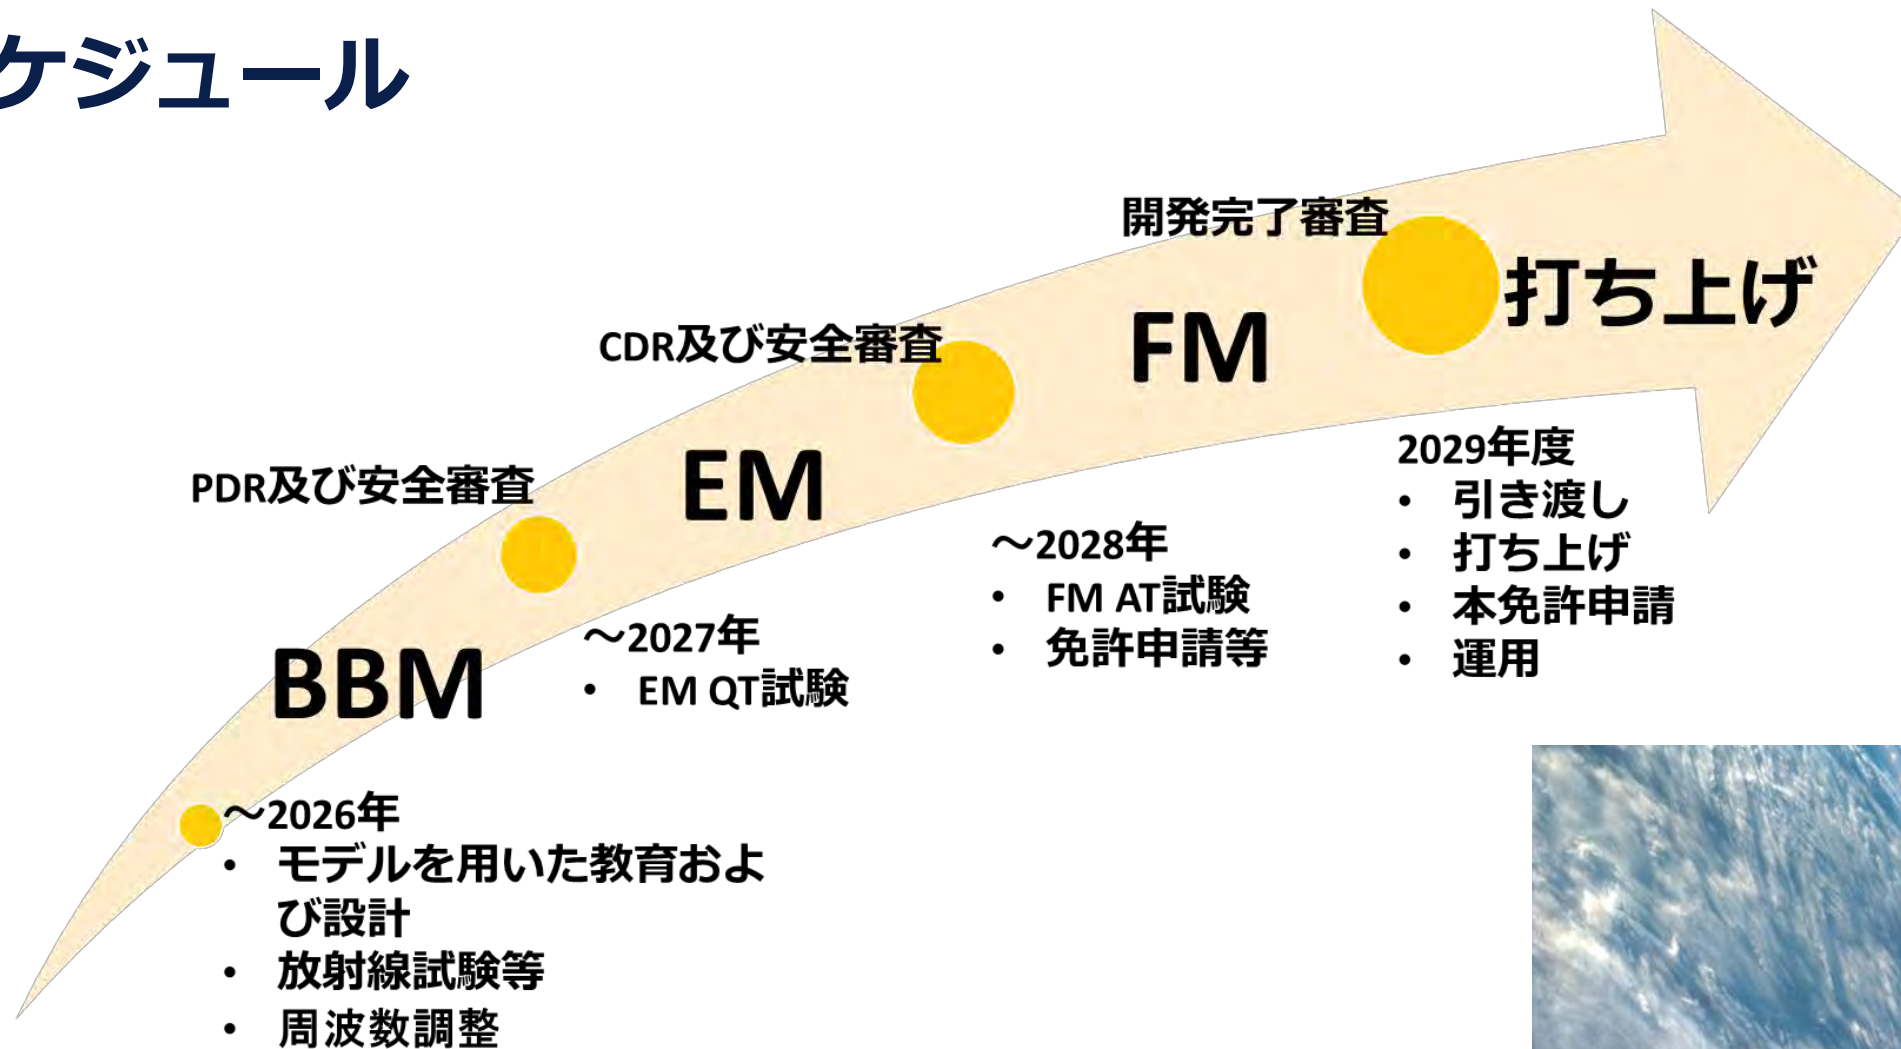 ケジュール
開発完了審査
打ち上げ
FM
CDR及び安全審査
EM
PDR及び安全審査
BBM
～2026年
• モデルを用いた教育およ
び設計
• 放射線試験等
• 周波数調整
～2027年
• EM QT試験
～2028年
• FM AT試験
• 免許申請等
2029年度
• 引き渡し
• 打ち上げ
• 本免許申請
• 運用